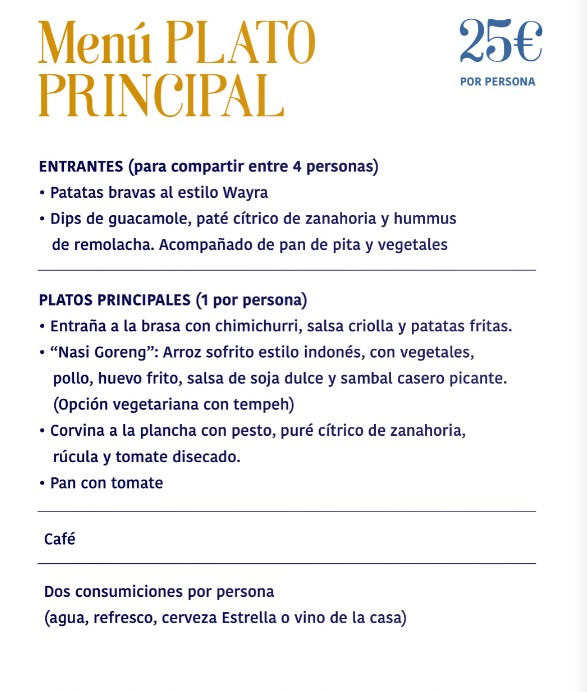 Menú PLATO
PRINCIPAL
25€
POR PERSONA
ENTRANTES (para compartir entre 4 personas)
• Patatas bravas al estilo Wayra
• Dips de guacamole, paté cítrico de zanahoria y hummus
de remolacha. Acompañado de pan de pita y vegetales
PLATOS PRINCIPALES (1 por persona)
• Entraña a la brasa con chimichurri, salsa criolla y patatas fritas.
• “Nasi Goreng”: Arroz sofrito estilo indonés, con vegetales,
pollo, huevo frito, salsa de soja dulce y sambal casero picante.
(Opción vegetariana con tempeh)
• Corvina a la plancha con pesto, puré cítrico de zanahoria,
rúcula y tomate disecado.
• Pan con tomate
Café
Dos consumiciones por persona
(agua, refresco, cerveza Estrella o vino de la casa)